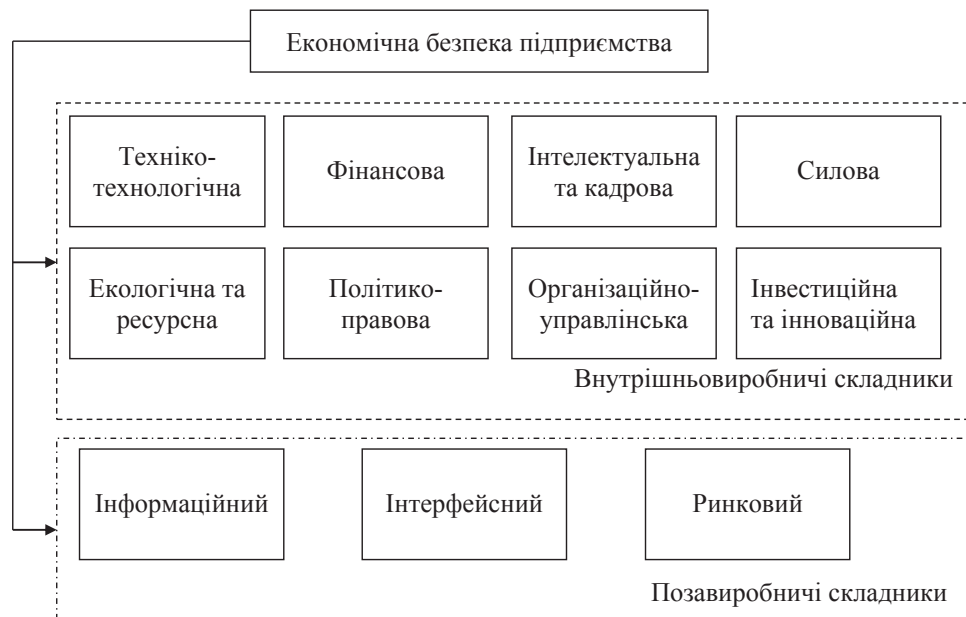 Економічна безпека підприємства
Техніко-
технологічна
Фінансова
Інтелектуальна
та кадрова
Силова
Екологічна та
ресурсна
Політико-
правова
Організаційно-
управлінська
Інвестиційна
та інноваційна
Внутрішньовиробничі складники
Інформаційний
Інтерфейсний
Ринковий
Позавиробничі складники